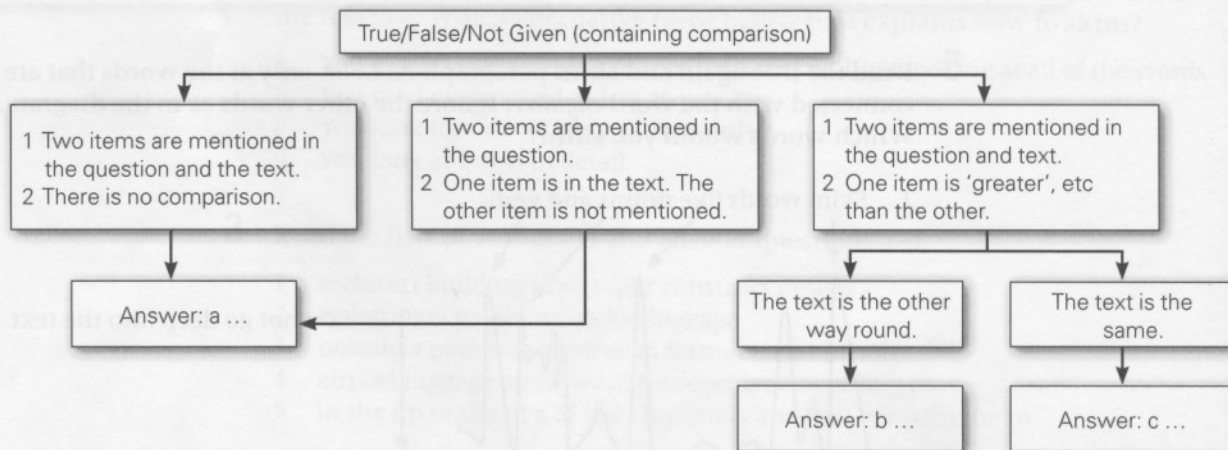 True/False/Not Given (containing comparison)
1 Two items are mentioned in
the question and the text.
2 There is no comparison.
1 Two items are mentioned in
the question.
2 One item is in the text. The
other item is not mentioned.
1 Two items are mentioned in
the question and text.
2 One item is ‘greater’, etc
than the other.
Answer: a ...
The text is the other
way round.
The text is the
same.
Answer: b ...
Answer: c ...